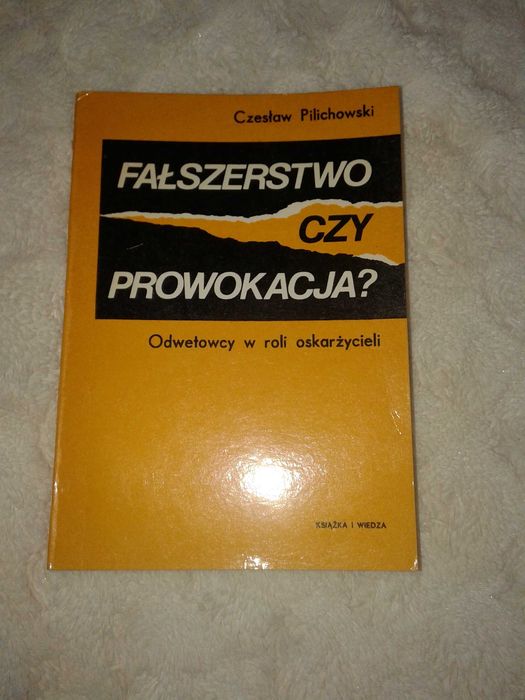 Czesław Pilichowski
FAŁSZERSTWO
CZY
PROWOKACJA?
Odwetowcy w roli oskarżycieli
KSIĄŻKA I WIEDZA